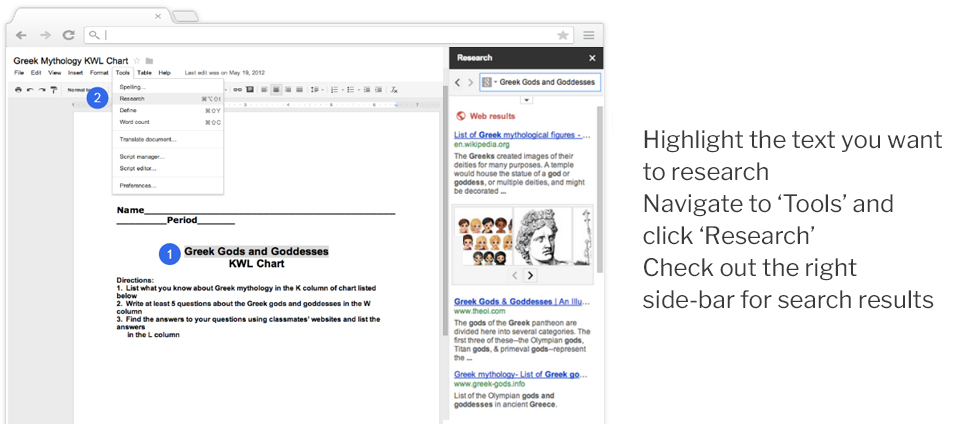 Greek Mythology KWL Chart
File Edit View Insert Format Tools Table Help Last edit was on May 19, 2012
Normal
Spelling...
2
Research ⌘⌥⇧I
Define ⌘⇧Y
Word count ⌘⇧C
Translate document...
Script manager...
Script editor...
Preferences...
Name
Period
1
Greek Gods and Goddesses
KWL Chart
Directions:
1. List what you know about Greek mythology in the K column of chart listed
below
2. Write at least 5 questions about the Greek gods and goddesses in the W
column
3. Find the answers to your questions using classmates' websites and list the
answers
in the L column
Research
Greek Gods and Goddesses
Web results
List of Greek mythological figures - ...
en.wikipedia.org
The Greeks created images of their
deities for many purposes. A temple
would house the statue of a god or
goddess, or multiple deities, and might
be decorated ...
Greek Gods & Goddesses | An Illu...
www.theoi.com
The gods of the Greek pantheon are
divided here into several categories. The
first three of these--the Olympian gods,
Titan gods, & primeval gods--represent
the ...
Greek mythology- List of Greek go...
www.greek-gods.info
List of the Olympian gods and
goddesses in ancient Greece.
Highlight the text you want
to research
Navigate to ‘Tools’ and
click ‘Research’
Check out the right
side-bar for search results